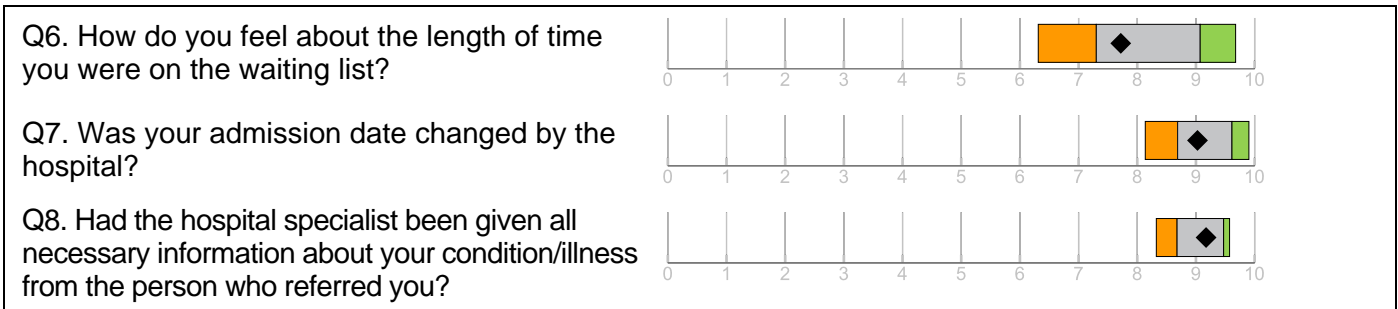 Q6. How do you feel about the length of time
you were on the waiting list?
0 1 2 3 4 5 6 7 8 9 10
Q7. Was your admission date changed by the
hospital?
0 1 2 3 4 5 6 7 8 9 10
Q8. Had the hospital specialist been given all
necessary information about your condition/illness
from the person who referred you?
0 1 2 3 4 5 6 7 8 9 10